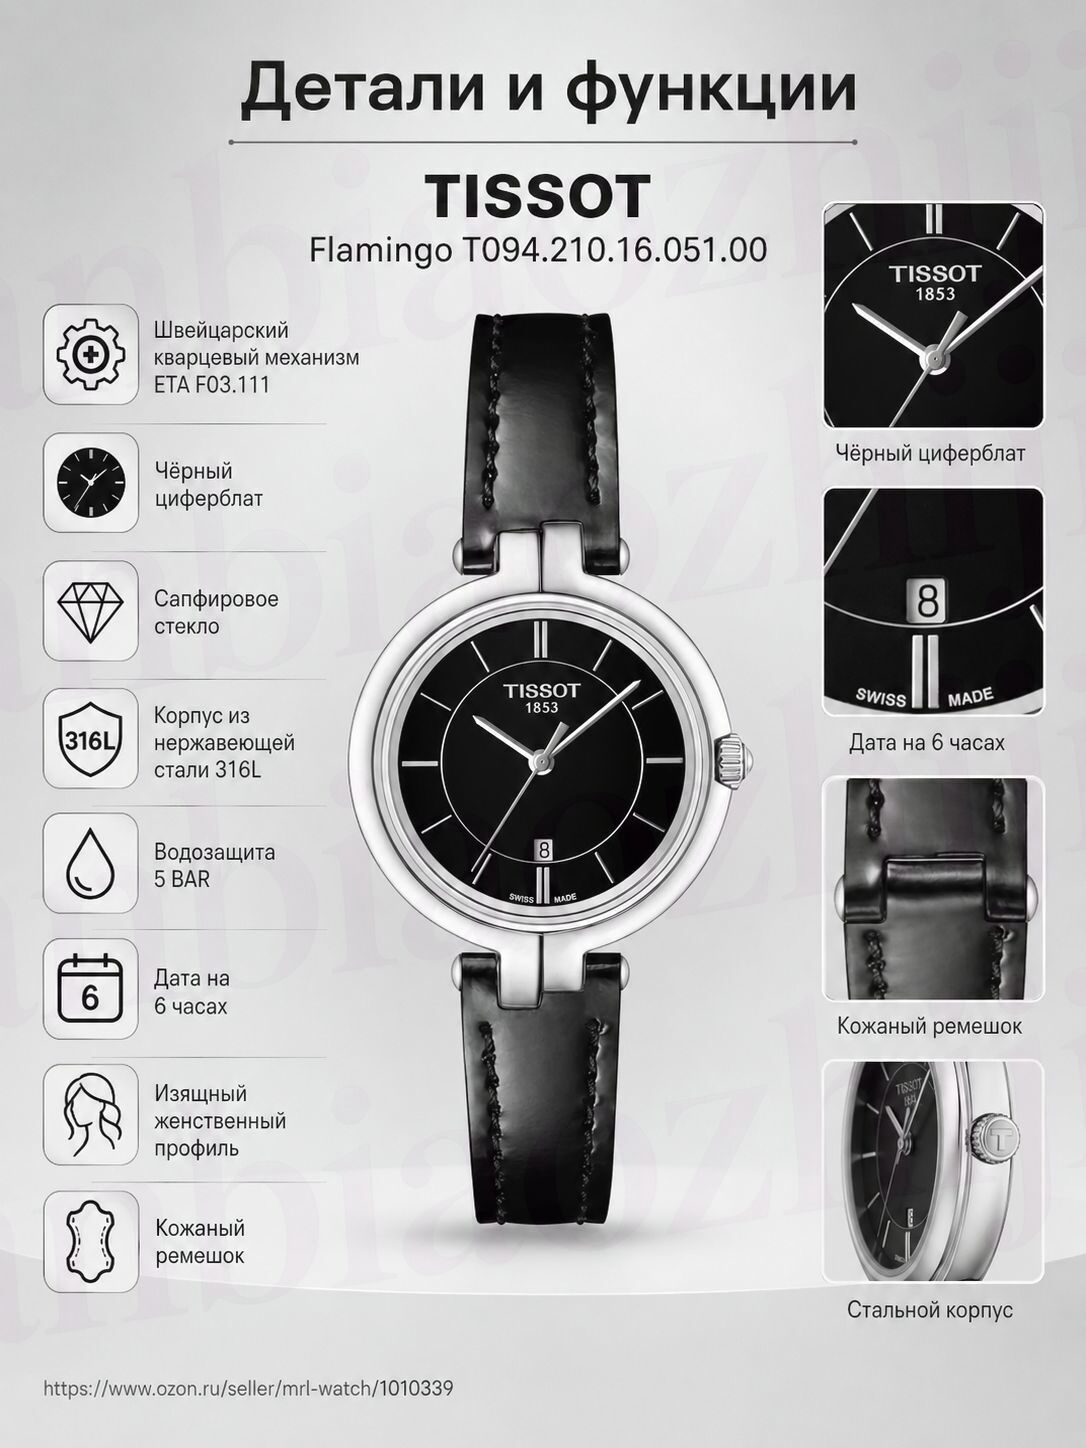 Детали и функции
TISSOT
Flamingo T094.210.16.051.00
Швейцарский
кварцевый механизм
ETA F03.111
Чёрный
циферблат
Сапфировое
стекло
316L
Корпус из
нержавеющей
стали 316L
Водозащита
5 BAR
6
Дата на
6 часах
Изящный
женственный
профиль
Кожаный
ремешок
TISSOT
1853
8
SWISS MADE
TISSOT
1853
Чёрный циферблат
8
SWISS MADE
Дата на 6 часах
Кожаный ремешок
TISSOT
T
Стальной корпус
https://www.ozon.ru/seller/mrl-watch/1010339